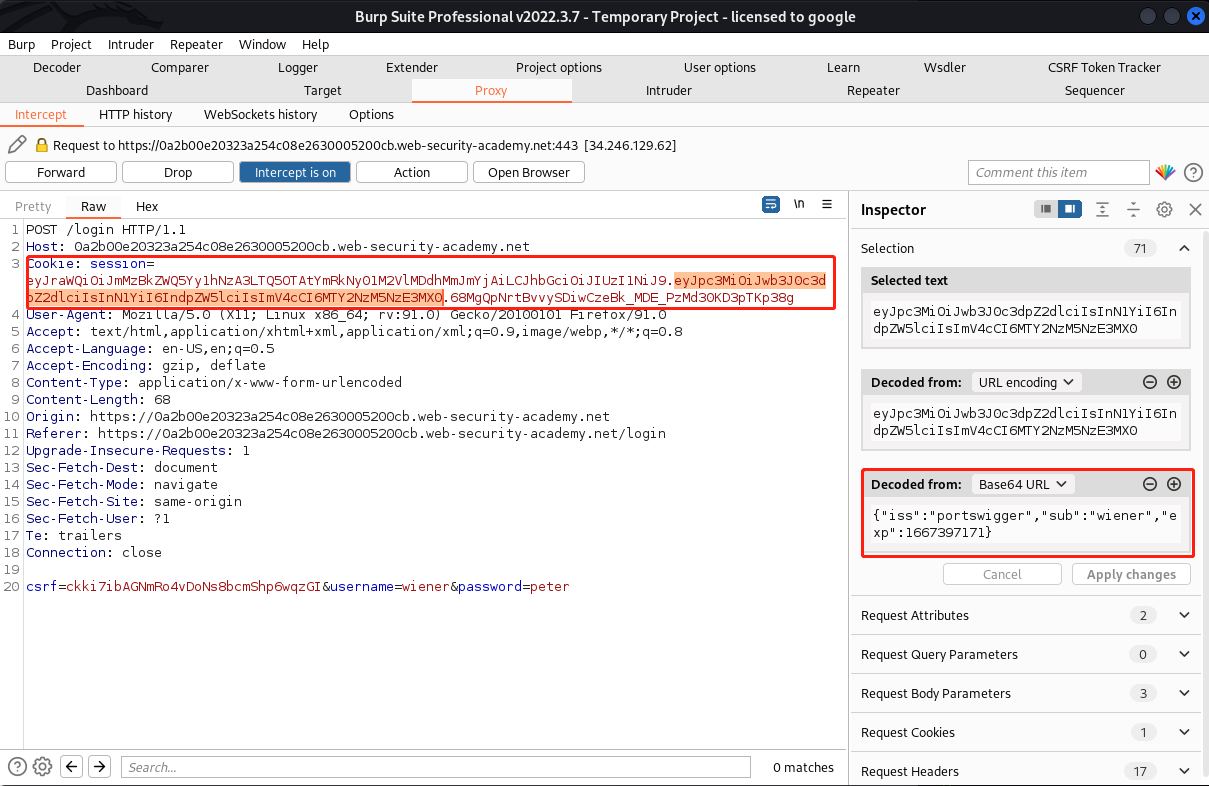 Burp Suite Professional v2022.3.7 - Temporary Project - licensed to google
Burp Project Intruder Repeater Window Help
Decoder Comparer Logger Extender Project options User options Learn Wsdler CSRF Token Tracker
Dashboard Target Proxy Intruder Repeater Sequencer
Intercept HTTP history WebSockets history Options
Request to https://0a2b00e20323a254c08e2630005200cb.web-security-academy.net:443 [34.246.129.62]
Forward Drop Intercept is on Action Open Browser Comment this item
Pretty Raw Hex \n
1 POST /login HTTP/1.1
2 Host: 0a2b00e20323a254c08e2630005200cb.web-security-academy.net
3 Cookie: session=
eyJraWQiOiJmMzBkZWQ5Yy1hNzA3LTQ5OTAtYmRkNy01M2VlMDdhMmJmYjAiLCJhbGciOiJIUzI1NiJ9.eyJpc3MiOiJwb3J0c3d
pZ2dlciIsInN1YiI6IndpZW5lciIsImV4cCI6MTY2NzM5NzE3MX0.68MgQpNrtBvvySDiwCzeBk_MDE_PzMd30KD3pTKp38g
4 User-Agent: Mozilla/5.0 (X11; Linux x86_64; rv:91.0) Gecko/20100101 Firefox/91.0
5 Accept: text/html,application/xhtml+xml,application/xml;q=0.9,image/webp,*/*;q=0.8
6 Accept-Language: en-US,en;q=0.5
7 Accept-Encoding: gzip, deflate
8 Content-Type: application/x-www-form-urlencoded
9 Content-Length: 68
10 Origin: https://0a2b00e20323a254c08e2630005200cb.web-security-academy.net
11 Referer: https://0a2b00e20323a254c08e2630005200cb.web-security-academy.net/login
12 Upgrade-Insecure-Requests: 1
13 Sec-Fetch-Dest: document
14 Sec-Fetch-Mode: navigate
15 Sec-Fetch-Site: same-origin
16 Sec-Fetch-User: ?1
17 Te: trailers
18 Connection: close
19
20 csrf=ckki7ibAGNmRo4vDoNs8bcmShp6wqzGI&username=wiener&password=peter
Search...
0 matches
Inspector
Selection 71
Selected text
eyJpc3MiOiJwb3J0c3dpZ2dlciIsInN1YiI6In
dpZW5lciIsImV4cCI6MTY2NzM5NzE3MX0
Decoded from: URL encoding
eyJpc3MiOiJwb3J0c3dpZ2dlciIsInN1YiI6In
dpZW5lciIsImV4cCI6MTY2NzM5NzE3MX0
Decoded from: Base64 URL
{"iss":"portswigger","sub":"wiener","e
xp":1667397171}
Cancel Apply changes
Request Attributes 2
Request Query Parameters 0
Request Body Parameters 3
Request Cookies 1
Request Headers 17